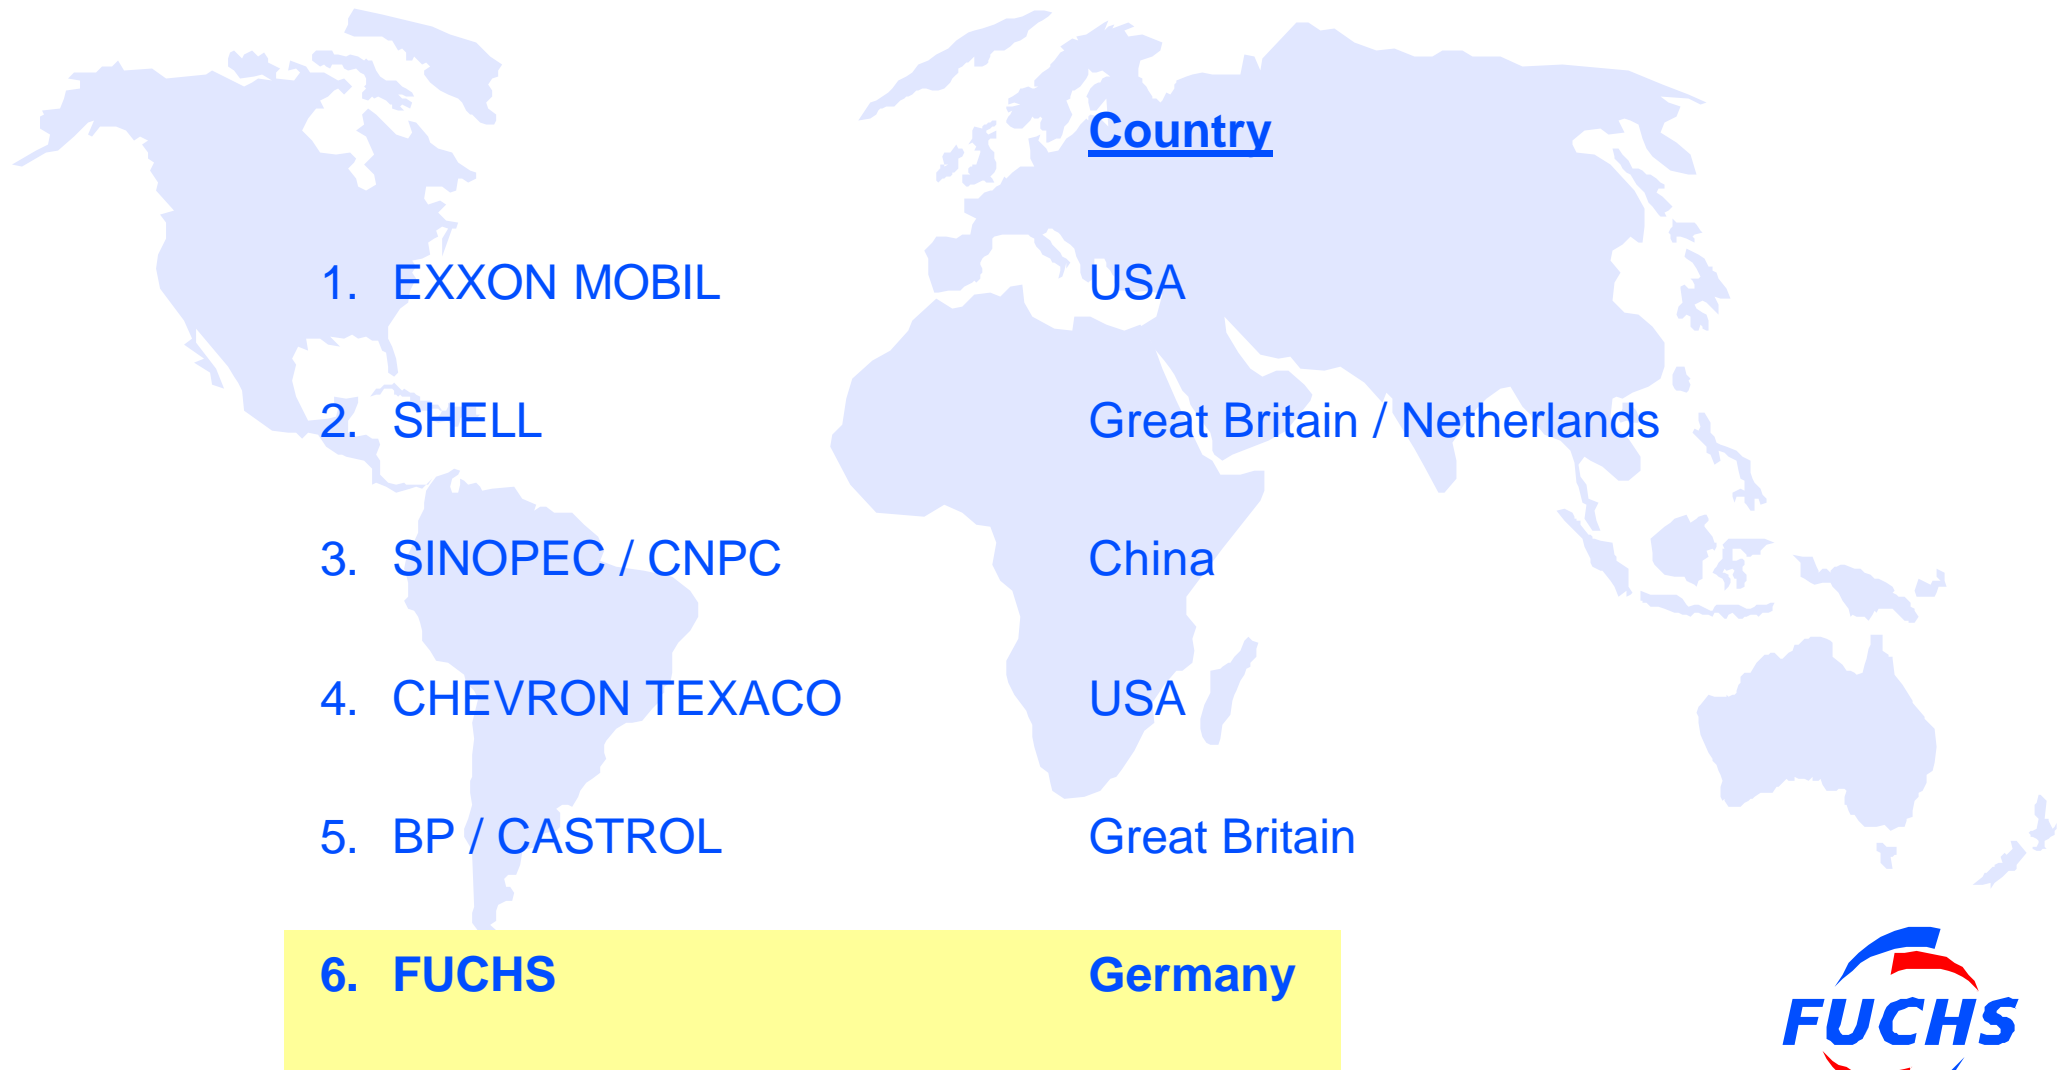 Country
1. EXXON MOBIL USA
2. SHELL Great Britain / Netherlands
3. SINOPEC / CNPC China
4. CHEVRON TEXACO USA
5. BP / CASTROL Great Britain
6. FUCHS Germany
FUCHS